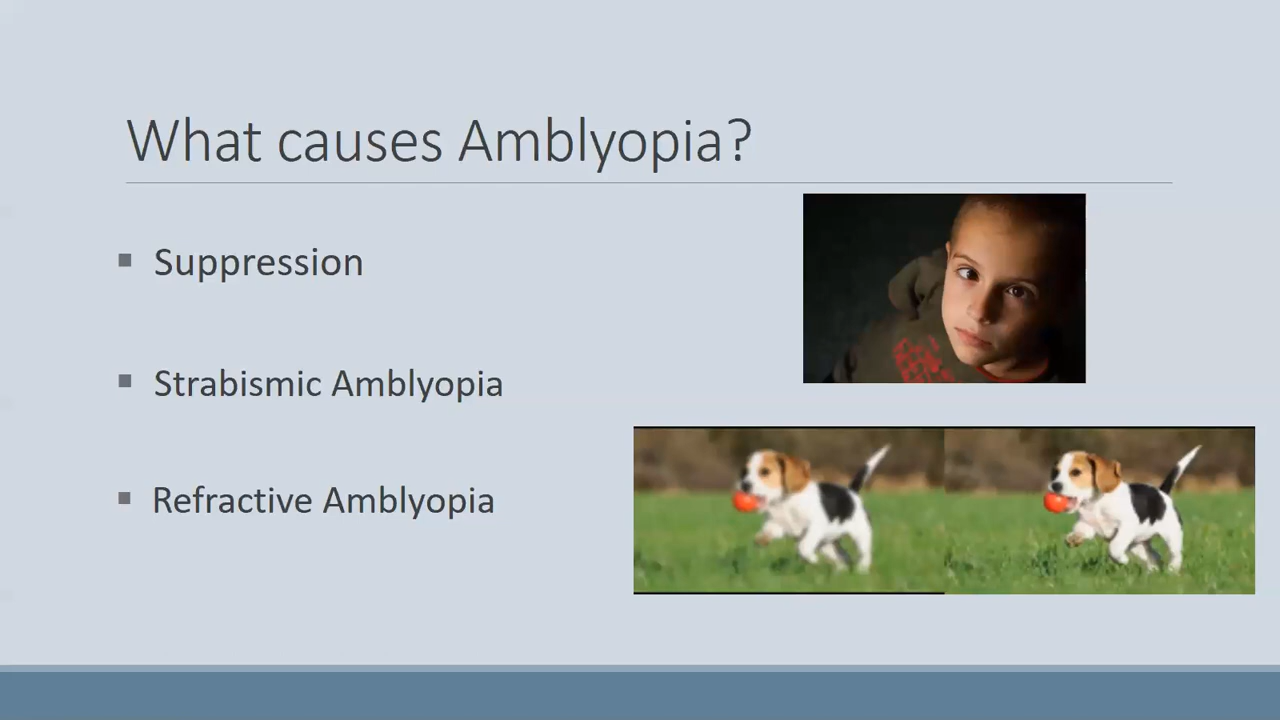 What causes Amblyopia?
▪ Suppression
▪ Strabismic Amblyopia
▪ Refractive Amblyopia